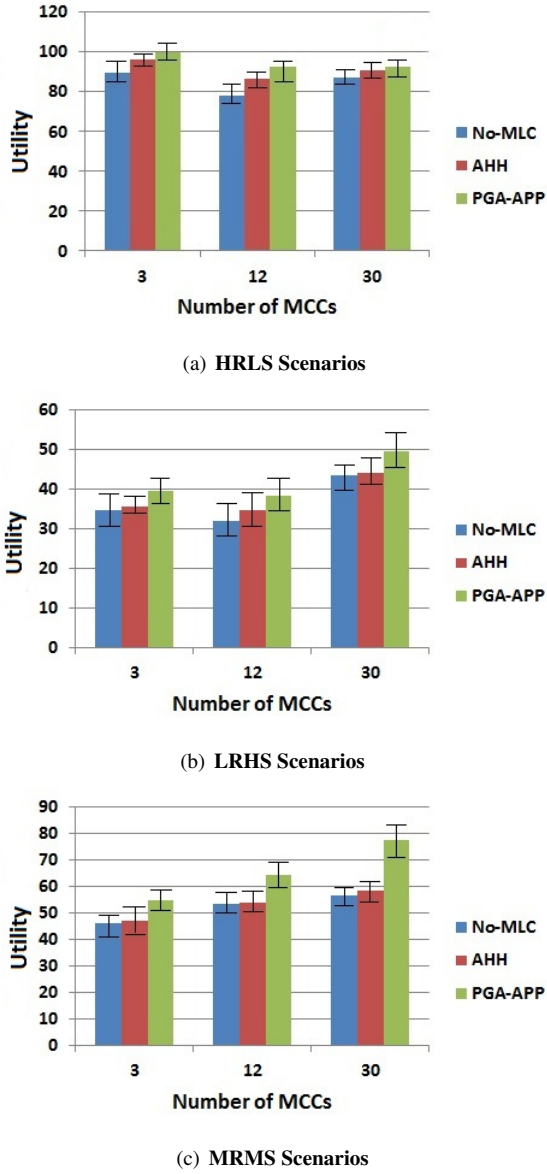 120
100
80
60
40
20
0
Utility
3 12 30
Number of MCCs
No-MLC
AHH
PGA-APP
(a) HRLS Scenarios
60
50
40
30
20
10
0
Utility
3 12 30
Number of MCCs
No-MLC
AHH
PGA-APP
(b) LRHS Scenarios
90
80
70
60
50
40
30
20
10
0
Utility
3 12 30
Number of MCCs
No-MLC
AHH
PGA-APP
(c) MRMS Scenarios